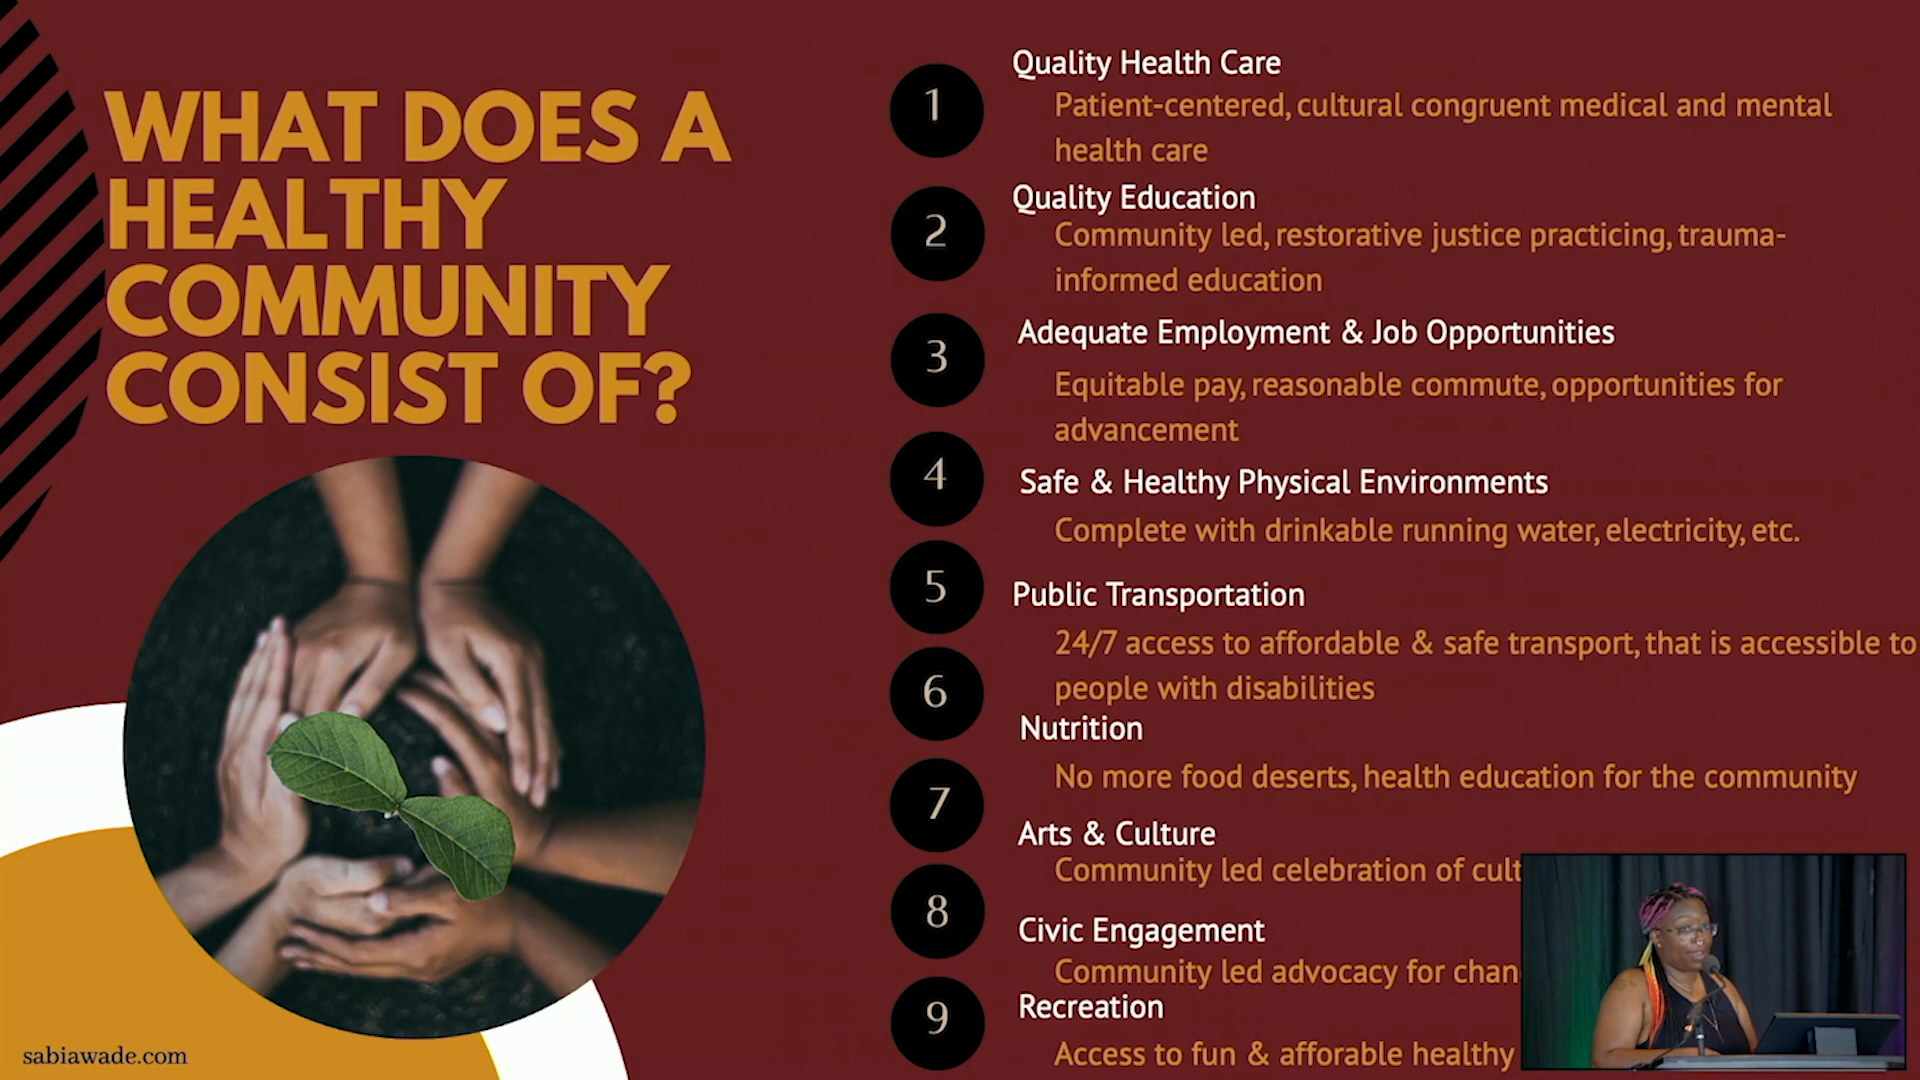 WHAT DOES A
HEALTHY
COMMUNITY
CONSIST OF?
1
Quality Health Care
Patient-centered, cultural congruent medical and mental
health care
2
Quality Education
Community led, restorative justice practicing, trauma-
informed education
3
Adequate Employment & Job Opportunities
Equitable pay, reasonable commute, opportunities for
advancement
4
Safe & Healthy Physical Environments
Complete with drinkable running water, electricity, etc.
5
Public Transportation
24/7 access to affordable & safe transport, that is accessible to
people with disabilities
6
Nutrition
No more food deserts, health education for the community
7
Arts & Culture
Community led celebration of cult
8
Civic Engagement
Community led advocacy for chan
9
Recreation
Access to fun & afforable healthy
sabiawade.com